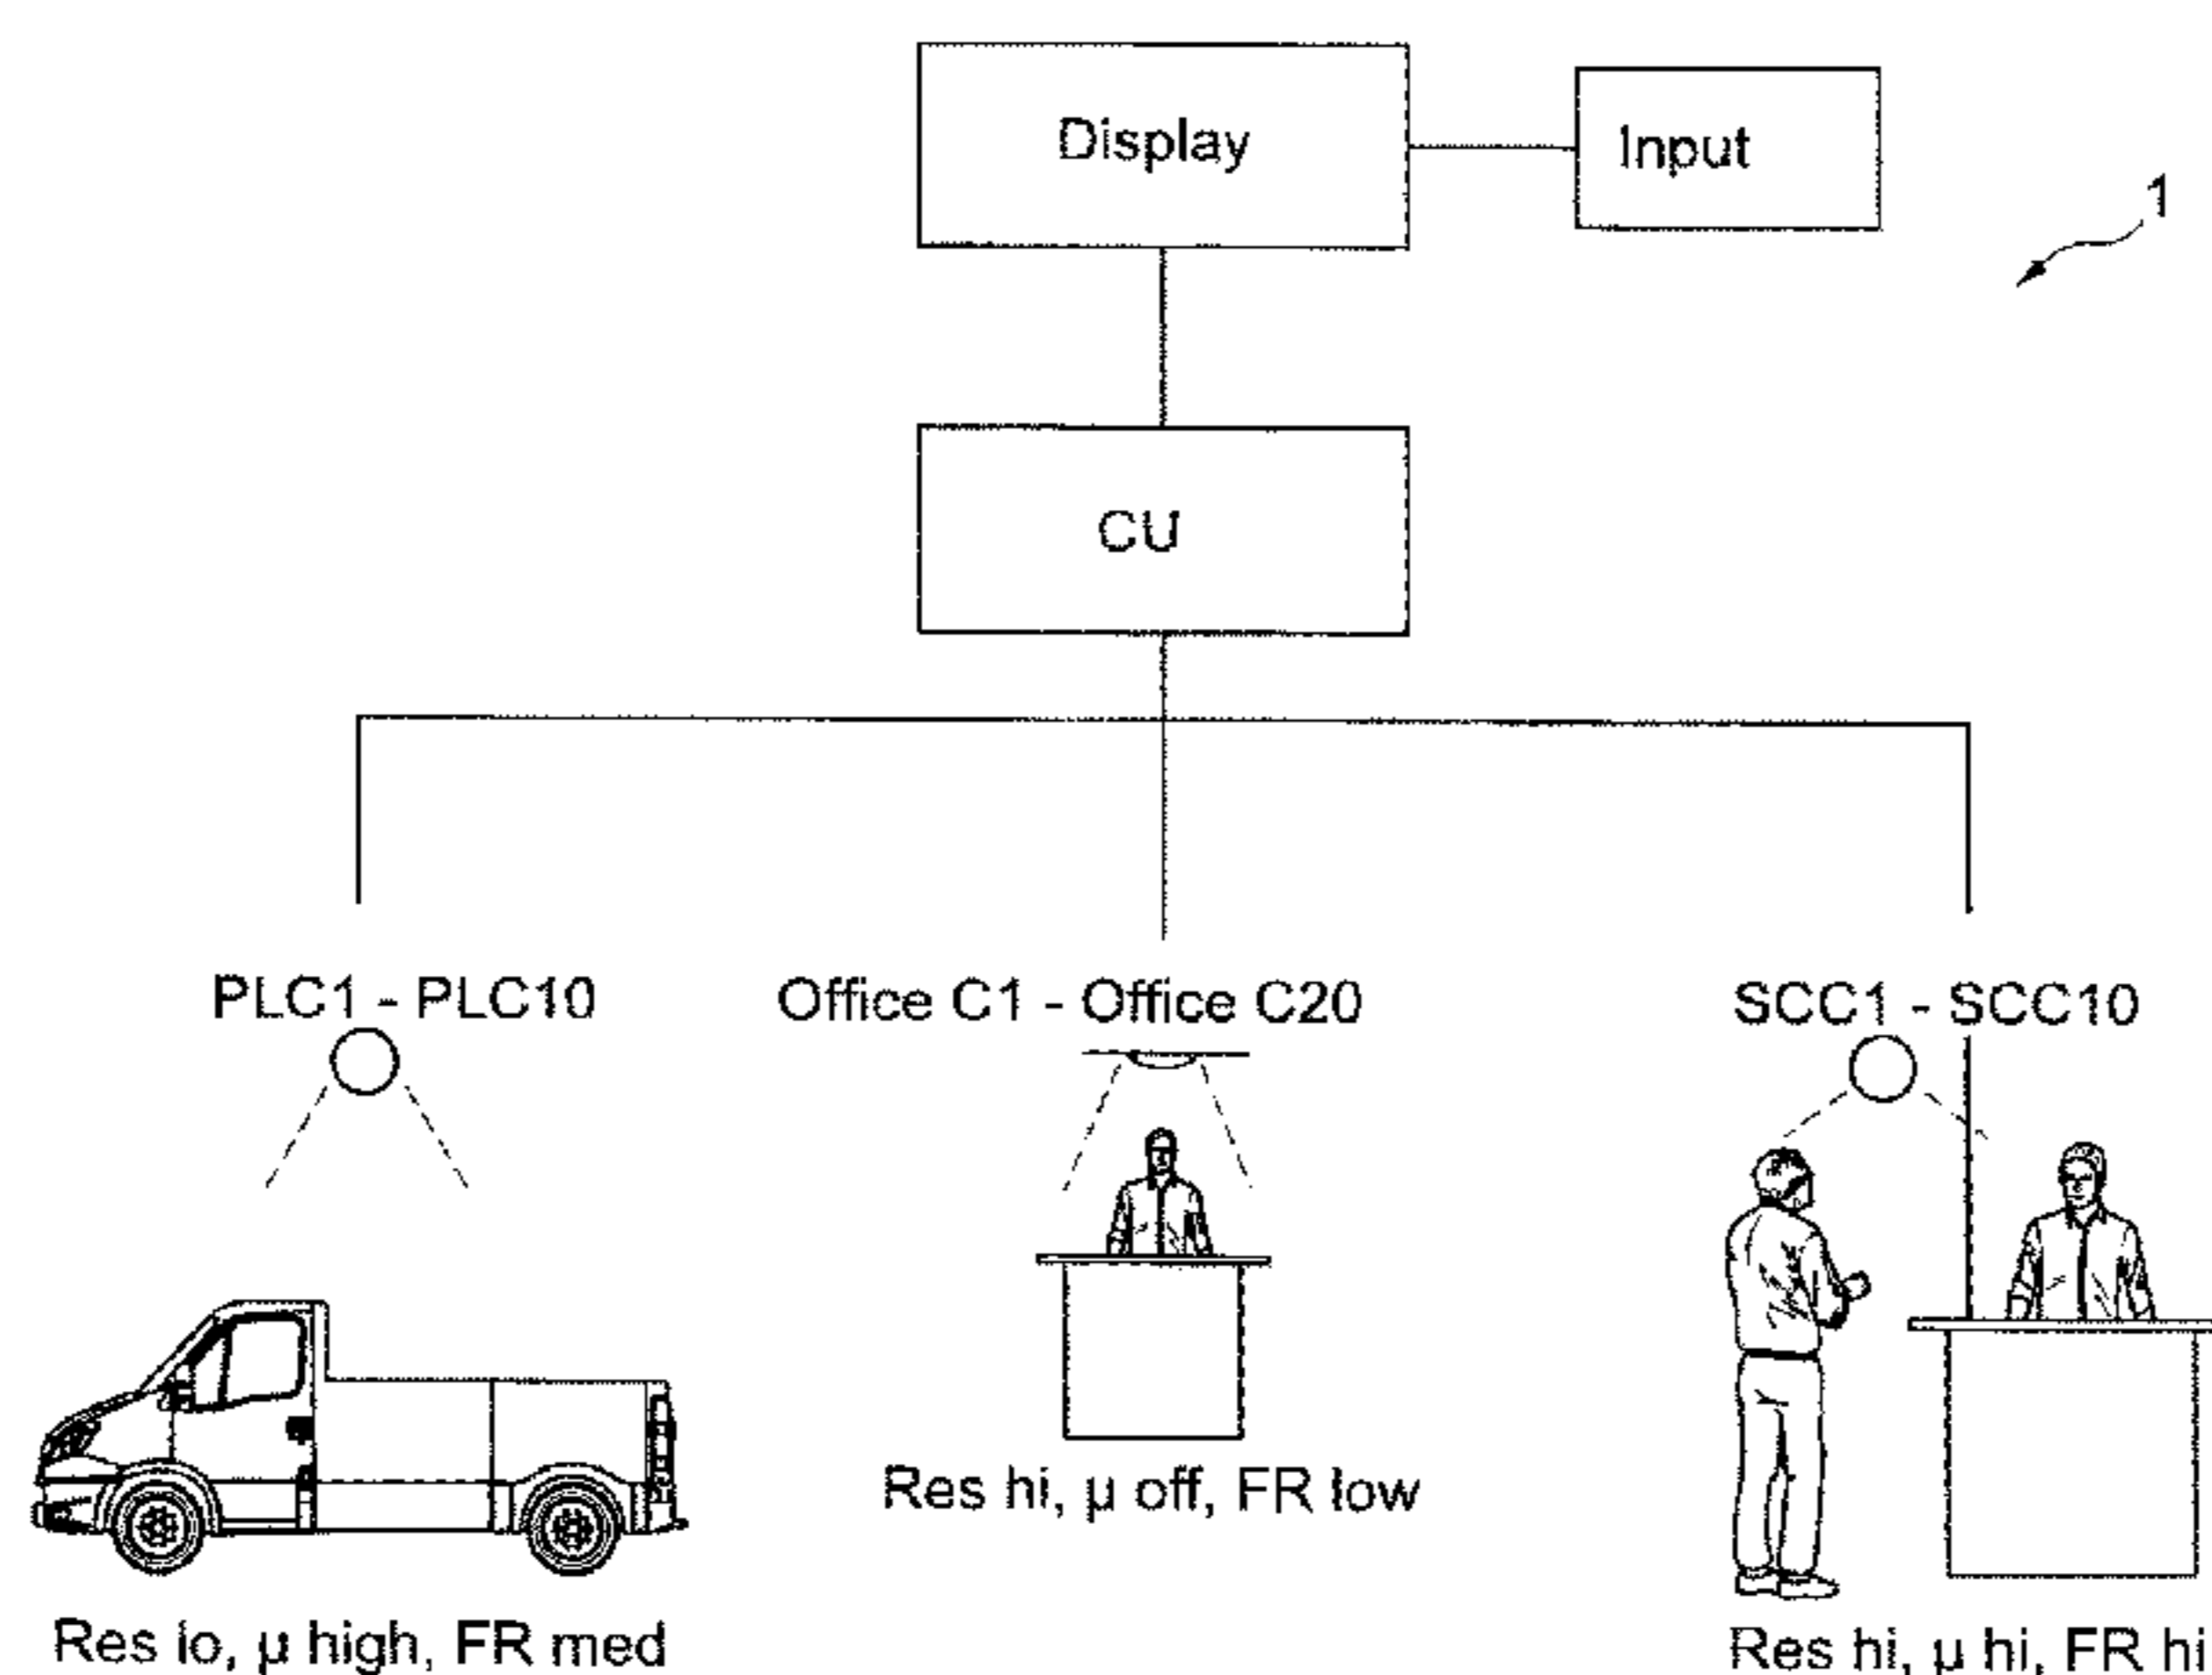 Display
Input
1
CU
PLC1 - PLC10
Office C1 - Office C20
SCC1 - SCC10
Res hi, µ off, FR low
Res lo, µ high, FR med
Res hi, µ hi, FR hi